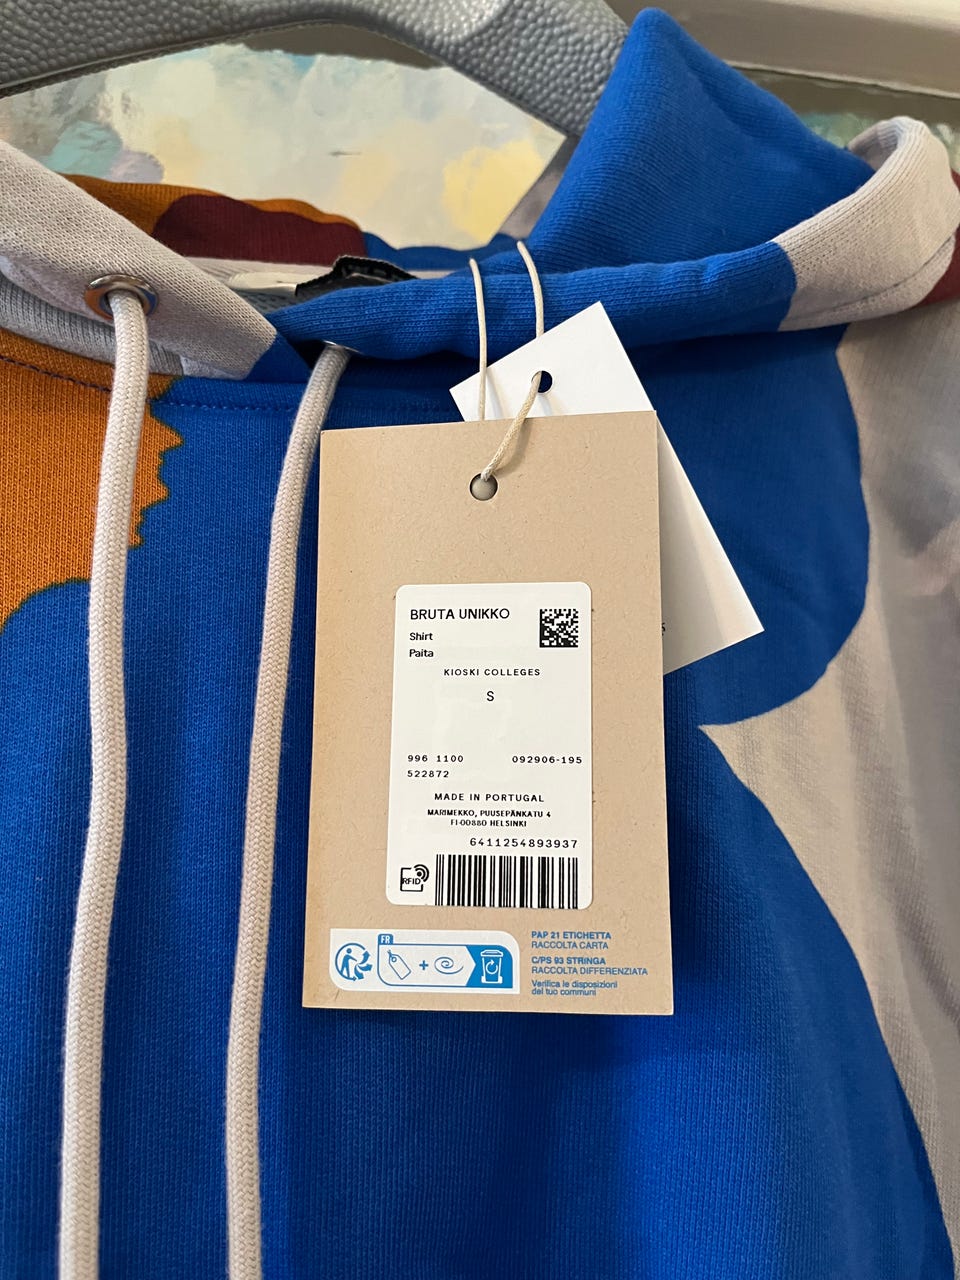 BRUTA UNIKKO
Shirt
Paita
KIOSKI COLLEGES
S
996 1100 092906-195
522872
MADE IN PORTUGAL
MARIMEKKO, PUUSEPÄNKATU 4
FI-00880 HELSINKI
6411254893937
RFID
FR
PAP 21 ETICHETTA
RACCOLTA CARTA
C/PS 93 STRINGA
RACCOLTA DIFFERENZIATA
Verifica le disposizioni
del tuo communi